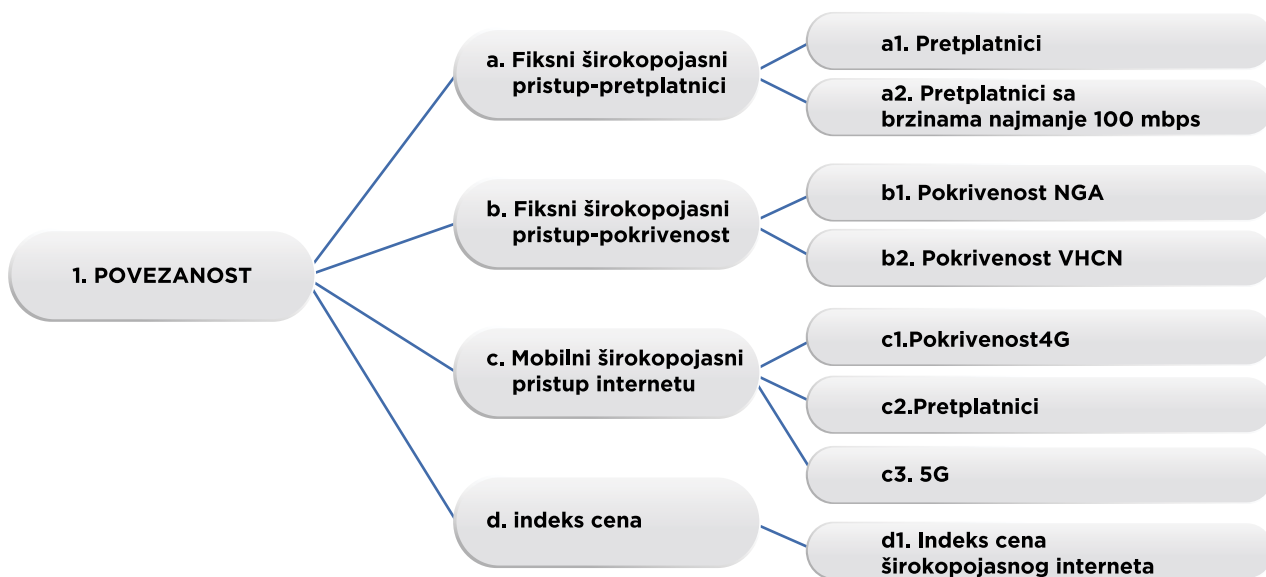 1. POVEZANOST
a. Fiksni širokopojasni
pristup-pretplatnici
a1. Pretplatnici
a2. Pretplatnici sa
brzinama najmanje 100 mbps
b. Fiksni širokopojasni
pristup-pokrivenost
b1. Pokrivenost NGA
b2. Pokrivenost VHCN
c. Mobilni širokopojasni
pristup internetu
c1.Pokrivenost4G
c2.Pretplatnici
c3. 5G
d. indeks cena
d1. Indeks cena
širokopojasnog interneta